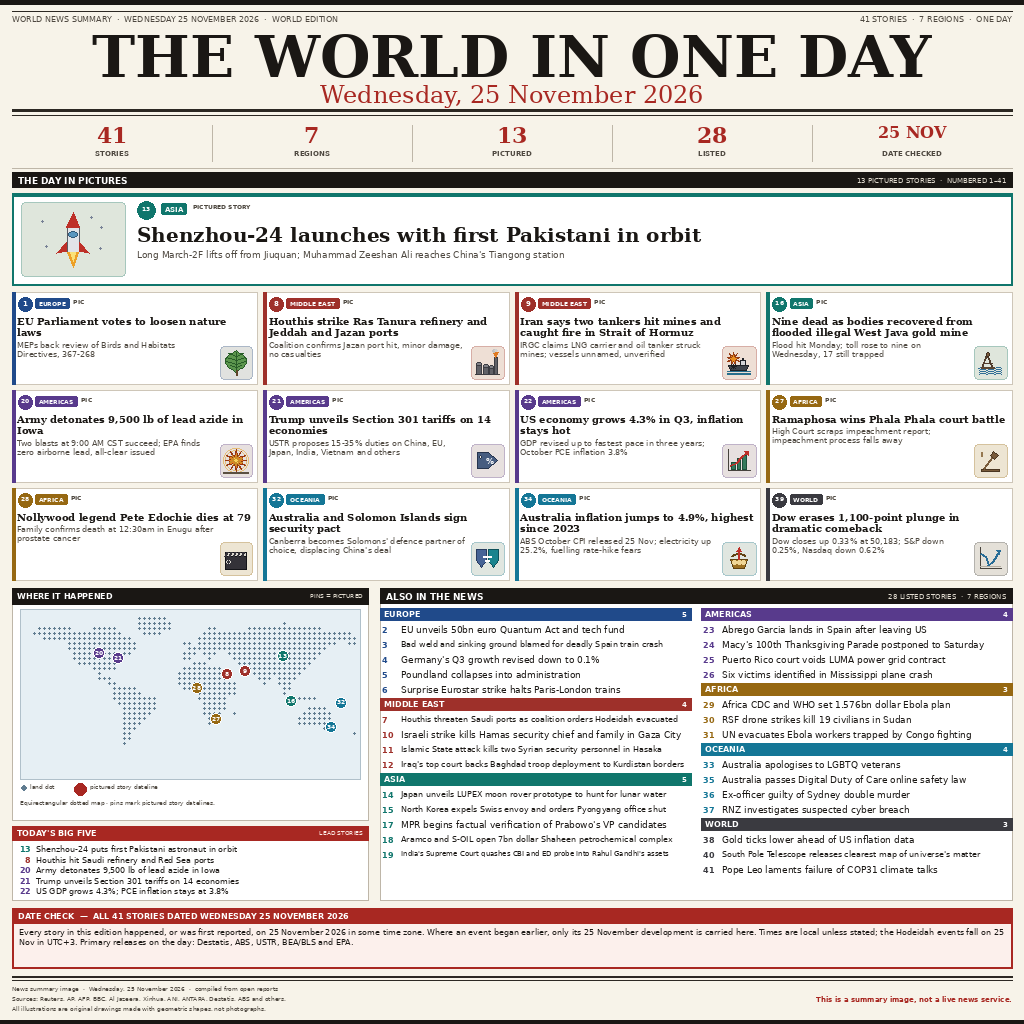 WORLD NEWS SUMMARY · WEDNESDAY 25 NOVEMBER 2026 · WORLD EDITION
41 STORIES · 7 REGIONS · ONE DAY
THE WORLD IN ONE DAY
Wednesday, 25 November 2026
41
STORIES
7
REGIONS
13
PICTURED
28
LISTED
25 NOV
DATE CHECKED
THE DAY IN PICTURES
13 PICTURED STORIES · NUMBERED 1–41
13 ASIA PICTURED STORY
Shenzhou-24 launches with first Pakistani in orbit
Long March-2F lifts off from Jiuquan; Muhammad Zeeshan Ali reaches China's Tiangong station
1 EUROPE PIC
EU Parliament votes to loosen nature
laws
MEPs back review of Birds and Habitats
Directives, 367-268
8 MIDDLE EAST PIC
Houthis strike Ras Tanura refinery and
Jeddah and Jazan ports
Coalition confirms Jazan port hit, minor damage,
no casualties
9 MIDDLE EAST PIC
Iran says two tankers hit mines and
caught fire in Strait of Hormuz
IRGC claims LNG carrier and oil tanker struck
mines; vessels unnamed, unverified
16 ASIA PIC
Nine dead as bodies recovered from
flooded illegal West Java gold mine
Flood hit Monday; toll rose to nine on
Wednesday, 17 still trapped
20 AMERICAS PIC
Army detonates 9,500 lb of lead azide in
Iowa
Two blasts at 9:00 AM CST succeed; EPA finds
zero airborne lead, all-clear issued
21 AMERICAS PIC
Trump unveils Section 301 tariffs on 14
economies
USTR proposes 15-35% duties on China, EU,
Japan, India, Vietnam and others
%
22 AMERICAS PIC
US economy grows 4.3% in Q3, inflation
stays hot
GDP revised up to fastest pace in three years;
October PCE inflation 3.8%
27 AFRICA PIC
Ramaphosa wins Phala Phala court battle
High Court scraps impeachment report;
impeachment process falls away
28 AFRICA PIC
Nollywood legend Pete Edochie dies at 79
Family confirms death at 12:30am in Enugu after
prostate cancer
32 OCEANIA PIC
Australia and Solomon Islands sign
security pact
Canberra becomes Solomons' defence partner of
choice, displacing China's deal
34 OCEANIA PIC
Australia inflation jumps to 4.9%, highest
since 2023
ABS October CPI released 25 Nov; electricity up
25.2%, fuelling rate-hike fears
39 WORLD PIC
Dow erases 1,100-point plunge in
dramatic comeback
Dow closes up 0.33% at 50,183; S&P down
0.25%, Nasdaq down 0.62%
WHERE IT HAPPENED
PINS = PICTURED
20
21
13
8
9
28
16
32
27
34
land dot
pictured story dateline
Equirectangular dotted map · pins mark pictured story datelines.
TODAY'S BIG FIVE
LEAD STORIES
13 Shenzhou-24 puts first Pakistani astronaut in orbit
8 Houthis hit Saudi refinery and Red Sea ports
20 Army detonates 9,500 lb of lead azide in Iowa
21 Trump unveils Section 301 tariffs on 14 economies
22 US GDP grows 4.3%; PCE inflation stays at 3.8%
ALSO IN THE NEWS
28 LISTED STORIES · 7 REGIONS
EUROPE 5
2 EU unveils 50bn euro Quantum Act and tech fund
3 Bad weld and sinking ground blamed for deadly Spain train crash
4 Germany's Q3 growth revised down to 0.1%
5 Poundland collapses into administration
6 Surprise Eurostar strike halts Paris-London trains
MIDDLE EAST 4
7 Houthis threaten Saudi ports as coalition orders Hodeidah evacuated
10 Israeli strike kills Hamas security chief and family in Gaza City
11 Islamic State attack kills two Syrian security personnel in Hasaka
12 Iraq's top court backs Baghdad troop deployment to Kurdistan borders
ASIA 5
14 Japan unveils LUPEX moon rover prototype to hunt for lunar water
15 North Korea expels Swiss envoy and orders Pyongyang office shut
17 MPR begins factual verification of Prabowo's VP candidates
18 Aramco and S-OIL open 7bn dollar Shaheen petrochemical complex
19 India's Supreme Court quashes CBI and ED probe into Rahul Gandhi's assets
AMERICAS 4
23 Abrego Garcia lands in Spain after leaving US
24 Macy's 100th Thanksgiving Parade postponed to Saturday
25 Puerto Rico court voids LUMA power grid contract
26 Six victims identified in Mississippi plane crash
AFRICA 3
29 Africa CDC and WHO set 1.576bn dollar Ebola plan
30 RSF drone strikes kill 19 civilians in Sudan
31 UN evacuates Ebola workers trapped by Congo fighting
OCEANIA 4
33 Australia apologises to LGBTQ veterans
35 Australia passes Digital Duty of Care online safety law
36 Ex-officer guilty of Sydney double murder
37 RNZ investigates suspected cyber breach
WORLD 3
38 Gold ticks lower ahead of US inflation data
40 South Pole Telescope releases clearest map of universe's matter
41 Pope Leo laments failure of COP31 climate talks
DATE CHECK — ALL 41 STORIES DATED WEDNESDAY 25 NOVEMBER 2026
Every story in this edition happened, or was first reported, on 25 November 2026 in some time zone. Where an event began earlier, only its 25 November development is carried here. Times are local unless stated; the Hodeidah events fall on 25
Nov in UTC+3. Primary releases on the day: Destatis, ABS, USTR, BEA/BLS and EPA.
News summary image · Wednesday, 25 November 2026 · compiled from open reports
Sources: Reuters, AP, AFP, BBC, Al Jazeera, Xinhua, ANI, ANTARA, Destatis, ABS and others.
All illustrations are original drawings made with geometric shapes, not photographs.
This is a summary image, not a live news service.